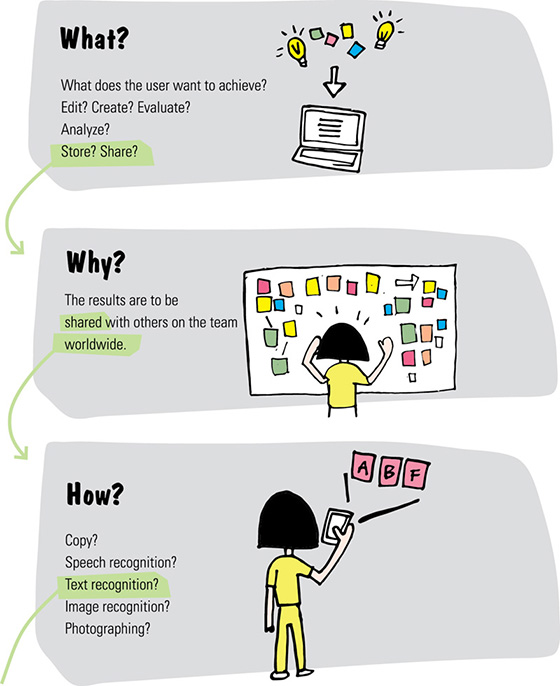 What?
What does the user want to achieve?
Edit? Create? Evaluate?
Analyze?
Store? Share?
Why?
The results are to be
shared with others on the team
worldwide.
A B F
How?
Copy?
Speech recognition?
Text recognition?
Image recognition?
Photographing?